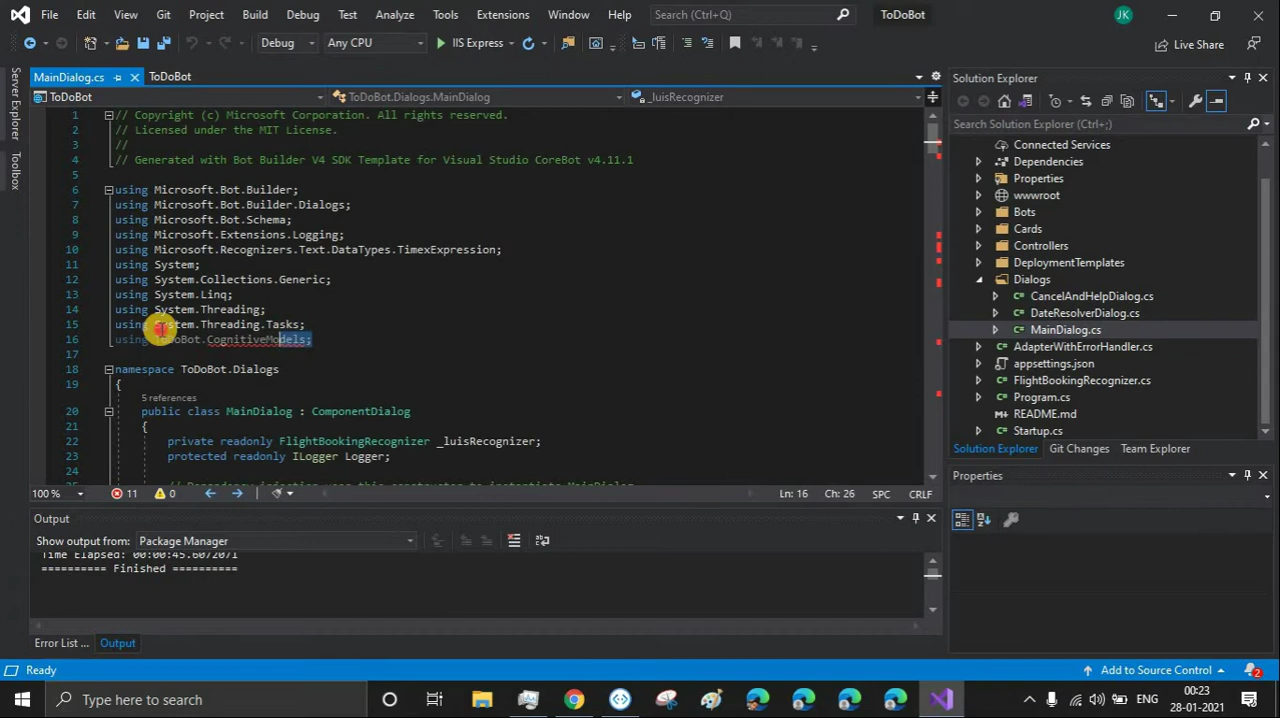 File Edit View Git Project Build Debug Test Analyze Tools Extensions Window Help Search (Ctrl+Q) ToDoBot JK
Debug Any CPU IIS Express Live Share
Server Explorer
Toolbox
MainDialog.cs ToDoBot
ToDoBot ToDoBot.Dialogs.MainDialog _luisRecognizer
1 // Copyright (c) Microsoft Corporation. All rights reserved.
2 // Licensed under the MIT License.
3 //
4 // Generated with Bot Builder V4 SDK Template for Visual Studio CoreBot v4.11.1
5
6 using Microsoft.Bot.Builder;
7 using Microsoft.Bot.Builder.Dialogs;
8 using Microsoft.Bot.Schema;
9 using Microsoft.Extensions.Logging;
10 using Microsoft.Recognizers.Text.DataTypes.TimexExpression;
11 using System;
12 using System.Collections.Generic;
13 using System.Linq;
14 using System.Threading;
15 using System.Threading.Tasks;
16 using ToDoBot.CognitiveModels;
17
18 namespace ToDoBot.Dialogs
19 {
5 references
20 public class MainDialog : ComponentDialog
21 {
22 private readonly FlightBookingRecognizer _luisRecognizer;
23 protected readonly ILogger Logger;
24
100 % 11 0 Ln: 16 Ch: 26 SPC CRLF
Output
Show output from: Package Manager
Time Elapsed: 00:00:45.6072071
========== Finished ==========
Error List ... Output
Solution Explorer
Search Solution Explorer (Ctrl+;)
Connected Services
Dependencies
Properties
wwwroot
Bots
Cards
Controllers
DeploymentTemplates
Dialogs
CancelAndHelpDialog.cs
DateResolverDialog.cs
MainDialog.cs
AdapterWithErrorHandler.cs
appsettings.json
FlightBookingRecognizer.cs
Program.cs
README.md
Startup.cs
Solution Explorer Git Changes Team Explorer
Properties
Ready Add to Source Control 2
Type here to search ENG 00:23
28-01-2021